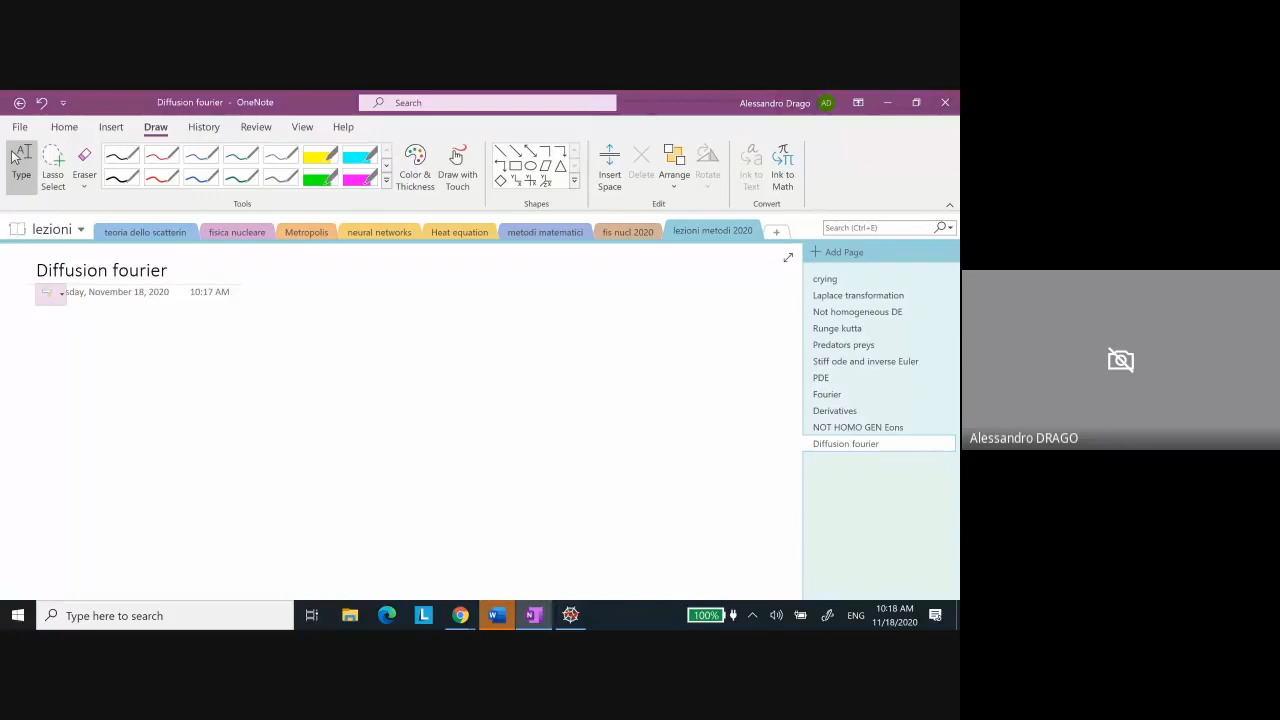 Diffusion fourier - OneNote
Search
Alessandro Drago
AD
File Home Insert Draw History Review View Help
Type
Lasso Select
Eraser
Color & Thickness
Draw with Touch
Insert Space
Delete
Arrange
Rotate
Ink to Text
Ink to Math
Tools
Shapes
Edit
Convert
lezioni
teoria dello scatterin
fisica nucleare
Metropolis
neural networks
Heat equation
metodi matematici
fis nucl 2020
lezioni metodi 2020
Search (Ctrl+E)
Diffusion fourier
sday, November 18, 2020 10:17 AM
Add Page
crying
Laplace transformation
Not homogeneous DE
Runge kutta
Predators preys
Stiff ode and inverse Euler
PDE
Fourier
Derivatives
NOT HOMO GEN Eqns
Diffusion fourier
Alessandro DRAGO
Type here to search
100%
ENG
10:18 AM
11/18/2020